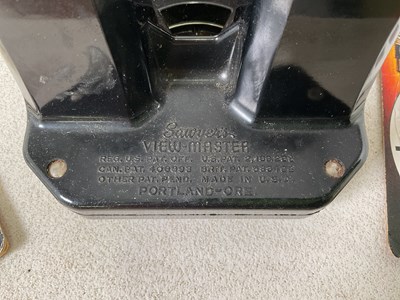 Sawyer's
VIEW-MASTER
REG. U.S. PAT. OFF. U.S. PAT.
CAN. PAT. BRIT. PAT.
OTHER PAT. PEND. MADE IN U.S.A.
PORTLAND-ORE.